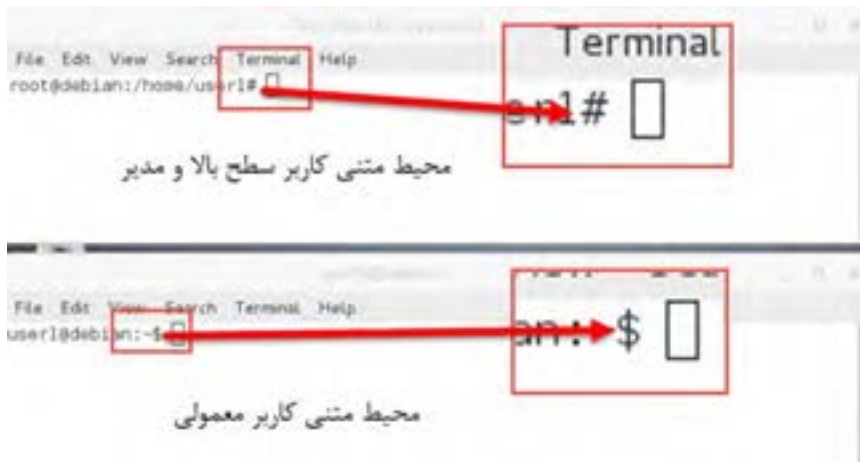 File Edit View Search Terminal Help
root@debian:/home/user1#
Terminal
er1#
محیط متنی کاربر سطح بالا و مدیر
File Edit View Search Terminal Help
user1@debian:~$
an:~$
محیط متنی کاربر معمولی